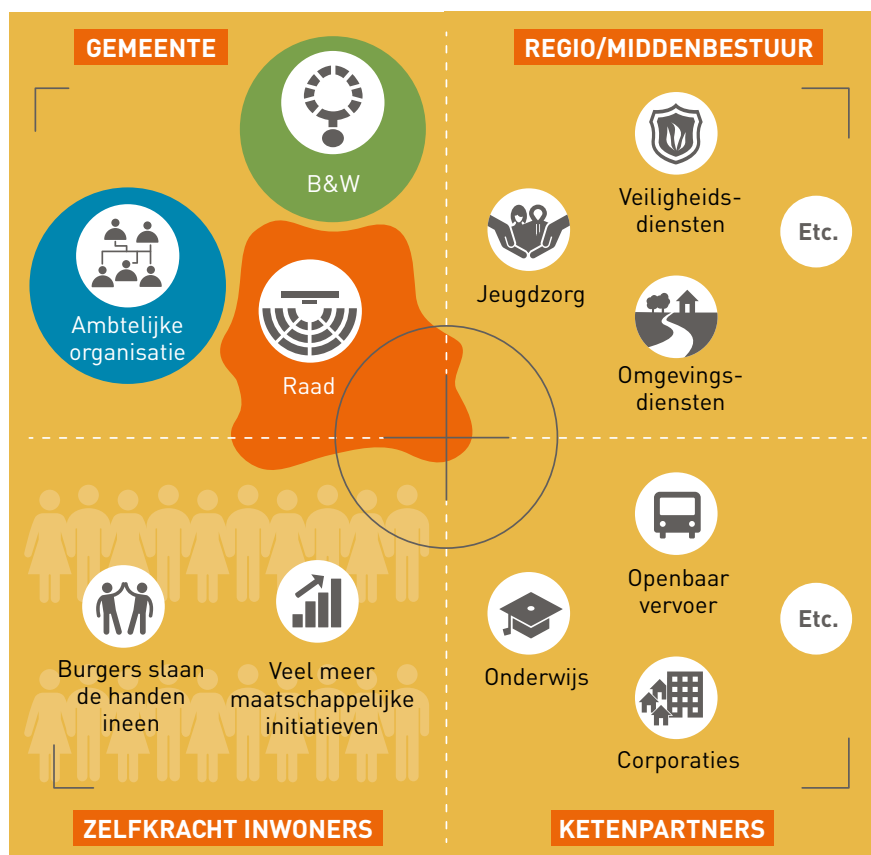 GEMEENTE
B&W
Ambtelijke
organisatie
Raad
REGIO/MIDDENBESTUUR
Veiligheids-
diensten
Etc.
Jeugdzorg
Omgevings-
diensten
Burgers slaan
de handen
ineen
Veel meer
maatschappelijke
initiatieven
ZELFKRACHT INWONERS
Openbaar
vervoer
Etc.
Onderwijs
Corporaties
KETENPARTNERS